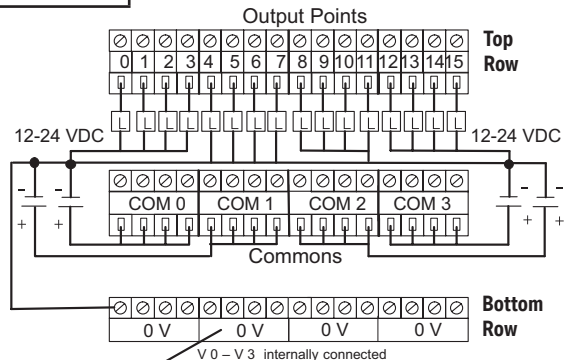 Output Points
Top
Row
0 1 2 3 4 5 6 7 8 9 10 11 12 13 14 15
L L L L L L L L L L L L L L L L
12-24 VDC 12-24 VDC
- - - -
COM 0 COM 1 COM 2 COM 3
+ + + +
Commons
Bottom
Row
0 V 0 V 0 V 0 V
V 0 – V 3 internally connected